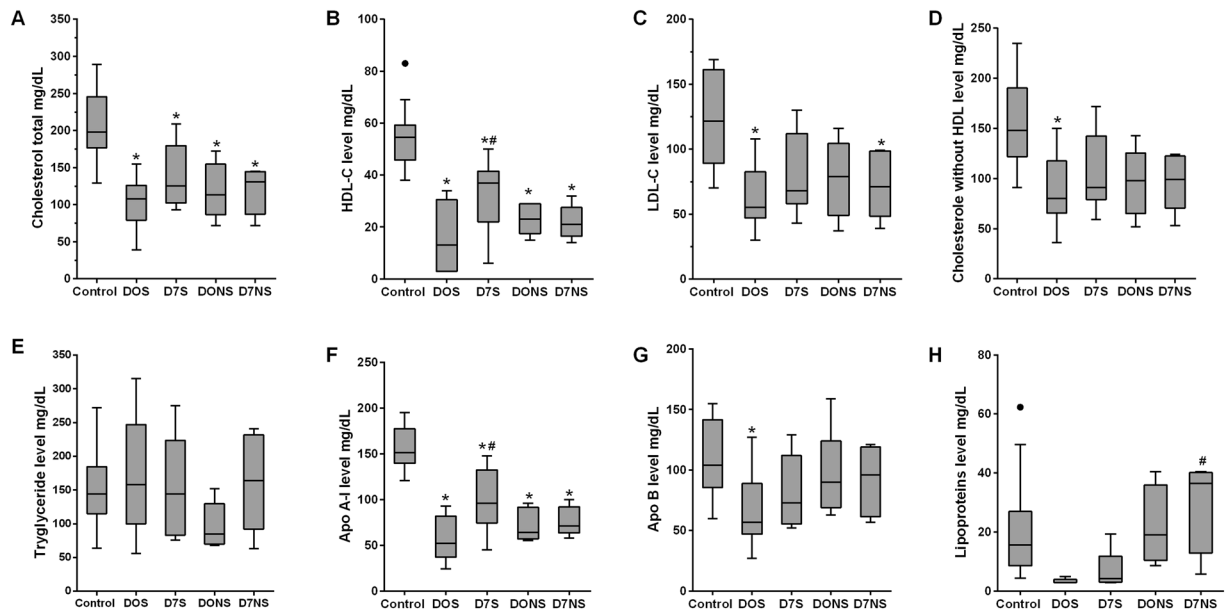 A
Cholesterol total mg/dL
350
300
250
200
150
100
50
0
* * * *
Control DOS D7S DONS D7NS
B
HDL-C level mg/dL
100
80
60
40
20
0
* *# * *
Control DOS D7S DONS D7NS
C
LDL-C level mg/dL
200
150
100
50
0
* *
Control DOS D7S DONS D7NS
D
Cholesterole without HDL level mg/dL
250
200
150
100
50
0
*
Control DOS D7S DONS D7NS
E
Tryglyceride level mg/dL
350
300
250
200
150
100
50
0
Control DOS D7S DONS D7NS
F
Apo A-I level mg/dL
250
200
150
100
50
0
* *# * *
Control DOS D7S DONS D7NS
G
Apo B level mg/dL
200
150
100
50
0
*
Control DOS D7S DONS D7NS
H
Lipoproteins level mg/dL
80
60
40
20
0
#
Control DOS D7S DONS D7NS